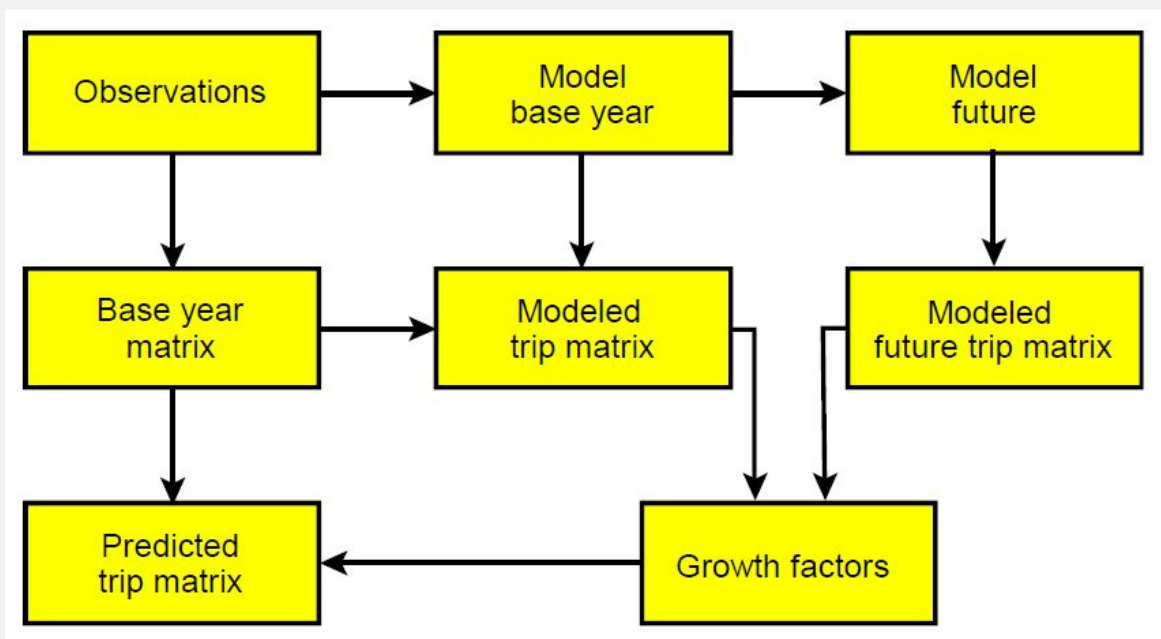 Observations
Model
base year
Model
future
Base year
matrix
Modeled
trip matrix
Modeled
future trip matrix
Predicted
trip matrix
Growth factors